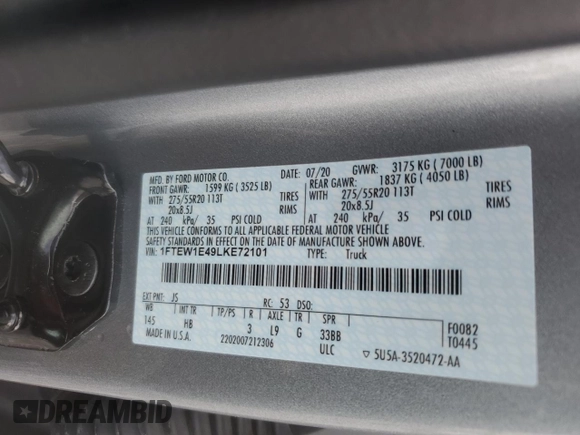 MFD. BY FORD MOTOR CO.
DATE: 07/20 GVWR: 3175 KG ( 7000 LB)
FRONT GAWR: 1599 KG ( 3525 LB) REAR GAWR: 1837 KG ( 4050 LB)
WITH 275/55R20 113T TIRES WITH 275/55R20 113T TIRES
20x8.5J RIMS 20x8.5J RIMS
AT 240 kPa/ 35 PSI COLD AT 240 kPa/ 35 PSI COLD
THIS VEHICLE CONFORMS TO ALL APPLICABLE FEDERAL MOTOR VEHICLE
SAFETY STANDARDS IN EFFECT ON THE DATE OF MANUFACTURE SHOWN ABOVE.
VIN: 1FTEW1E49LKE72101 TYPE: Truck
EXT PNT: JS RC: 53 DSO:
WB INT TR TP/PS R AXLE TR SPR
145 HB 3 L9 G 33BB F0082
MADE IN U.S.A. 2202007212306 ULC T0445
▽ 5U5A-3520472-AA
DREAMBID